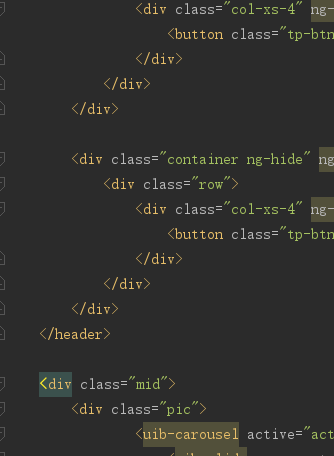 <div class="col-xs-4" ng-
<button class="tp-btn
</div>
</div>
</div>
<div class="container ng-hide" ng
<div class="row">
<div class="col-xs-4" ng-
<button class="tp-btn
</div>
</div>
</div>
</header>
<div class="mid">
<div class="pic">
<uib-carousel active="act